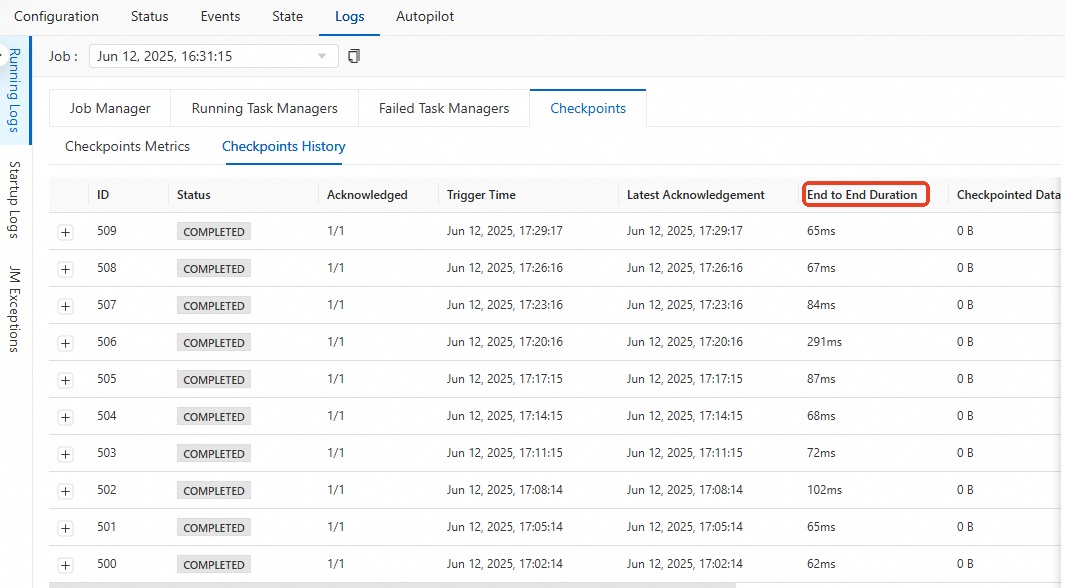 Configuration Status Events State Logs Autopilot
Job : Jun 12, 2025, 16:31:15
Running Logs
Startup Logs
JM Exceptions
Job Manager Running Task Managers Failed Task Managers Checkpoints
Checkpoints Metrics Checkpoints History
ID Status Acknowledged Trigger Time Latest Acknowledgement End to End Duration Checkpointed Data
509 COMPLETED 1/1 Jun 12, 2025, 17:29:17 Jun 12, 2025, 17:29:17 65ms 0 B
508 COMPLETED 1/1 Jun 12, 2025, 17:26:16 Jun 12, 2025, 17:26:16 67ms 0 B
507 COMPLETED 1/1 Jun 12, 2025, 17:23:16 Jun 12, 2025, 17:23:16 84ms 0 B
506 COMPLETED 1/1 Jun 12, 2025, 17:20:16 Jun 12, 2025, 17:20:16 291ms 0 B
505 COMPLETED 1/1 Jun 12, 2025, 17:17:15 Jun 12, 2025, 17:17:15 87ms 0 B
504 COMPLETED 1/1 Jun 12, 2025, 17:14:15 Jun 12, 2025, 17:14:15 68ms 0 B
503 COMPLETED 1/1 Jun 12, 2025, 17:11:15 Jun 12, 2025, 17:11:15 72ms 0 B
502 COMPLETED 1/1 Jun 12, 2025, 17:08:14 Jun 12, 2025, 17:08:14 102ms 0 B
501 COMPLETED 1/1 Jun 12, 2025, 17:05:14 Jun 12, 2025, 17:05:14 65ms 0 B
500 COMPLETED 1/1 Jun 12, 2025, 17:02:14 Jun 12, 2025, 17:02:14 62ms 0 B